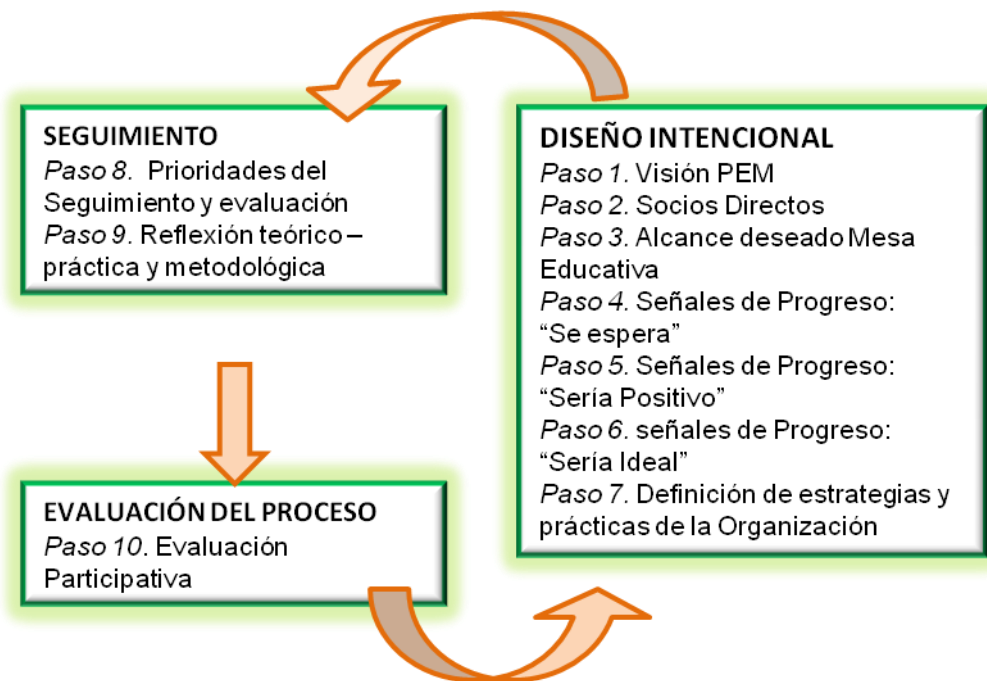 SEGUIMIENTO
Paso 8. Prioridades del
Seguimiento y evaluación
Paso 9. Reflexión teórico –
práctica y metodológica
EVALUACIÓN DEL PROCESO
Paso 10. Evaluación
Participativa
DISEÑO INTENCIONAL
Paso 1. Visión PEM
Paso 2. Socios Directos
Paso 3. Alcance deseado Mesa
Educativa
Paso 4. Señales de Progreso:
“Se espera”
Paso 5. Señales de Progreso:
“Sería Positivo”
Paso 6. señales de Progreso:
“Sería Ideal”
Paso 7. Definición de estrategias y
prácticas de la Organización